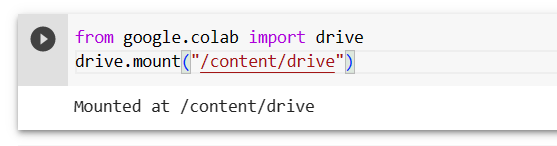 from google.colab import drive
drive.mount("/content/drive")
Mounted at /content/drive